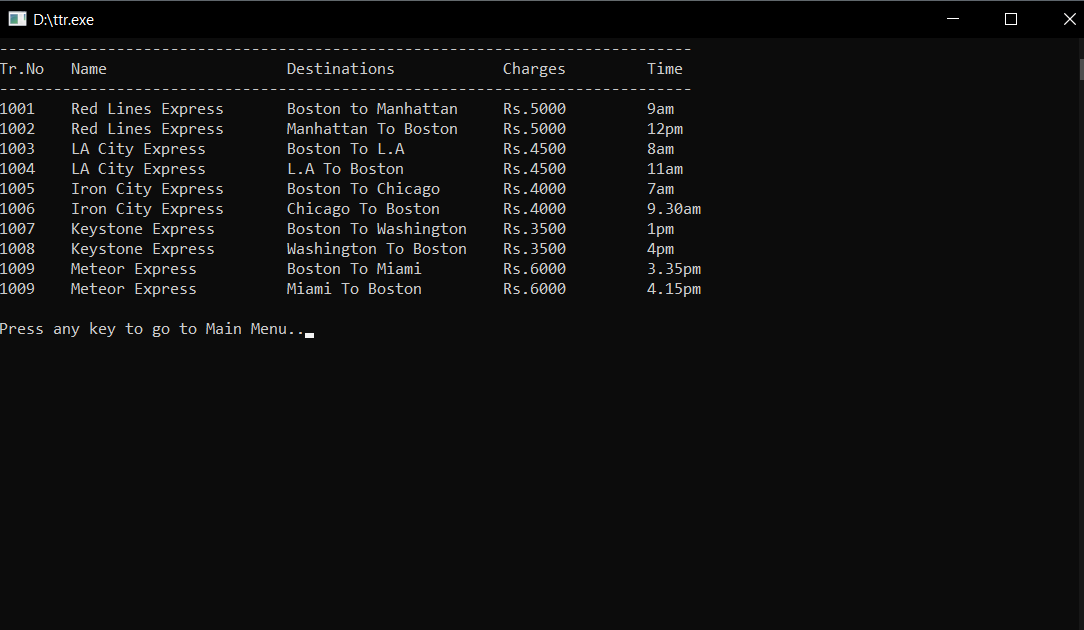 D:\ttr.exe
---------------------------------------------------------------------------
Tr.No Name Destinations Charges Time
---------------------------------------------------------------------------
1001 Red Lines Express Boston to Manhattan Rs.5000 9am
1002 Red Lines Express Manhattan To Boston Rs.5000 12pm
1003 LA City Express Boston To L.A Rs.4500 8am
1004 LA City Express L.A To Boston Rs.4500 11am
1005 Iron City Express Boston To Chicago Rs.4000 7am
1006 Iron City Express Chicago To Boston Rs.4000 9.30am
1007 Keystone Express Boston To Washington Rs.3500 1pm
1008 Keystone Express Washington To Boston Rs.3500 4pm
1009 Meteor Express Boston To Miami Rs.6000 3.35pm
1009 Meteor Express Miami To Boston Rs.6000 4.15pm
Press any key to go to Main Menu..